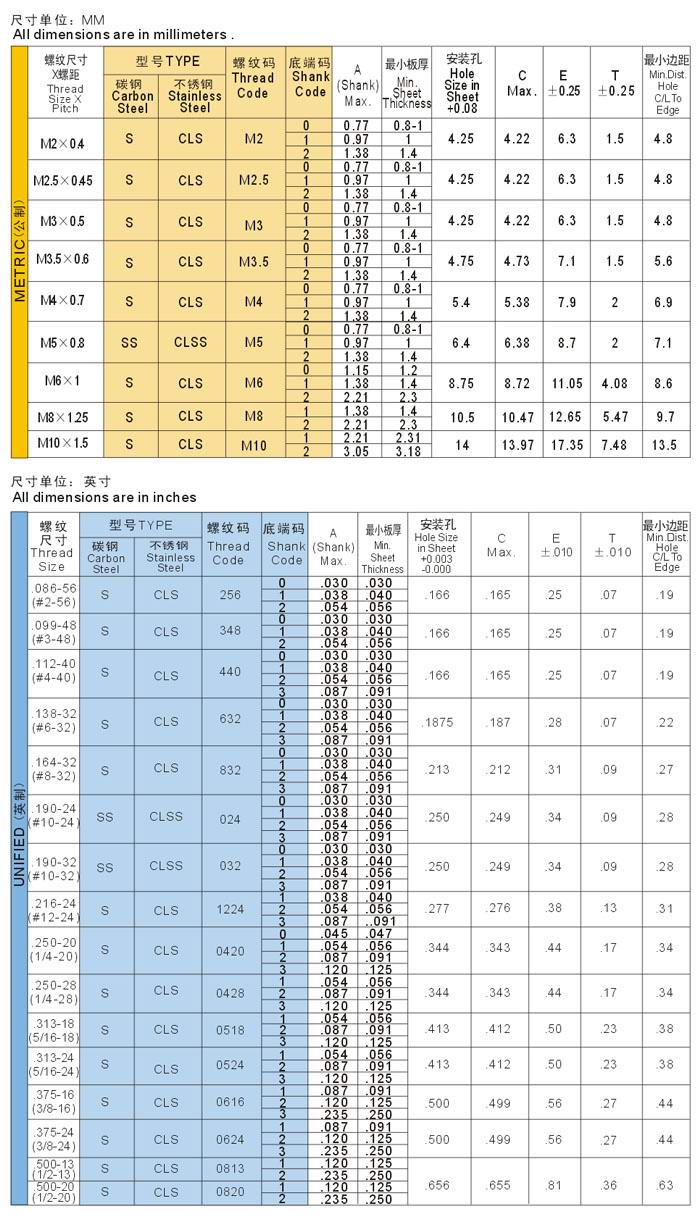 尺寸单位：MM
All dimensions are in millimeters .
METRIC(公制)
螺纹尺寸 X螺距 Thread Size X Pitch | 型号TYPE | 螺纹码 Thread Code | 底端码 Shank Code | A (Shank) Max. | 最小板厚 Min. Sheet Thickness | 安装孔 Hole Size in Sheet +0.08 | C Max. | E ±0.25 | T ±0.25 | 最小边距 Min.Dist. Hole C/LTo Edge
碳钢 Carbon Steel | 不锈钢 Stainless Steel
M2×0.4 S CLS M2 0 0.77 0.8-1 4.25 4.22 6.3 1.5 4.8
1 0.97 1
2 1.38 1.4
M2.5×0.45 S CLS M2.5 0 0.77 0.8-1 4.25 4.22 6.3 1.5 4.8
1 0.97 1
2 1.38 1.4
M3×0.5 S CLS M3 0 0.77 0.8-1 4.25 4.22 6.3 1.5 4.8
1 0.97 1
2 1.38 1.4
M3.5×0.6 S CLS M3.5 0 0.77 0.8-1 4.75 4.73 7.1 1.5 5.6
1 0.97 1
2 1.38 1.4
M4×0.7 S CLS M4 0 0.77 0.8-1 5.4 5.38 7.9 2 6.9
1 0.97 1
2 1.38 1.4
M5×0.8 SS CLSS M5 0 0.77 0.8-1 6.4 6.38 8.7 2 7.1
1 0.97 1
2 1.38 1.4
M6×1 S CLS M6 0 1.15 1.2 8.75 8.72 11.05 4.08 8.6
1 1.38 1.4
2 2.21 2.3
M8×1.25 S CLS M8 1 1.38 1.4 10.5 10.47 12.65 5.47 9.7
2 2.21 2.3
M10×1.5 S CLS M10 1 2.21 2.31 14 13.97 17.35 7.48 13.5
2 3.05 3.18
尺寸单位：英寸
All dimensions are in inches
UNIFIED (英制)
螺纹 尺寸 Thread Size | 型号TYPE | 螺纹码 Thread Code | 底端码 Shank Code | A (Shank) Max. | 最小板厚 Min. Sheet Thickness | 安装孔 Hole Size in Sheet +0.003 -0.000 | C Max. | E ±.010 | T ±.010 | 最小边距 Min.Dist. Hole C/LTo Edge
碳钢 Carbon Steel | 不锈钢 Stainless Steel
.086-56 (#2-56) S CLS 256 0 .030 .030 .166 .165 .25 .07 .19
1 .038 .040
2 .054 .056
.099-48 (#3-48) S CLS 348 0 .030 .030 .166 .165 .25 .07 .19
1 .038 .040
2 .054 .056
.112-40 (#4-40) S CLS 440 0 .030 .030 .166 .165 .25 .07 .19
1 .038 .040
2 .054 .056
3 .087 .091
.138-32 (#6-32) S CLS 632 0 .030 .030 .1875 .187 .28 .07 .22
1 .038 .040
2 .054 .056
3 .087 .091
.164-32 (#8-32) S CLS 832 0 .030 .030 .213 .212 .31 .09 .27
1 .038 .040
2 .054 .056
3 .087 .091
.190-24 (#10-24) SS CLSS 024 0 .030 .030 .250 .249 .34 .09 .28
1 .038 .040
2 .054 .056
3 .087 .091
.190-32 (#10-32) SS CLSS 032 0 .030 .030 .250 .249 .34 .09 .28
1 .038 .040
2 .054 .056
3 .087 .091
.216-24 (#12-24) S CLS 1224 1 .038 .040 .277 .276 .38 .13 .31
2 .054 .056
3 .087 ..091
.250-20 (1/4-20) S CLS 0420 0 .045 .047 .344 .343 .44 .17 .34
1 .054 .056
2 .087 .091
3 .120 .125
.250-28 (1/4-28) S CLS 0428 1 .054 .056 .344 .343 .44 .17 .34
2 .087 .091
3 .120 .125
.313-18 (5/16-18) S CLS 0518 1 .054 .056 .413 .412 .50 .23 .38
2 .087 .091
3 .120 .125
.313-24 (5/16-24) S CLS 0524 1 .054 .056 .413 .412 .50 .23 .38
2 .087 .091
3 .120 .125
.375-16 (3/8-16) S CLS 0616 1 .087 .091 .500 .499 .56 .27 .44
2 .120 .125
3 .235 .250
.375-24 (3/8-24) S CLS 0624 1 .087 .091 .500 .499 .56 .27 .44
2 .120 .125
3 .235 .250
.500-13 (1/2-13) S CLS 0813 1 .120 .125 .656 .655 .81 .36 .63
2 .235 .250
.500-20 (1/2-20) S CLS 0820 1 .120 .125
2 .235 .250